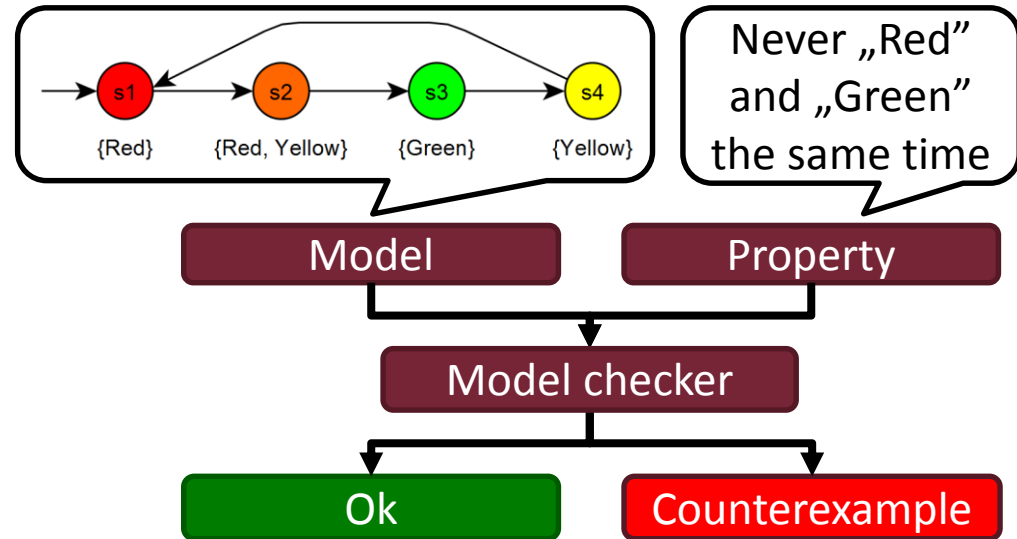 s1 s2 s3 s4
{Red} {Red, Yellow} {Green} {Yellow}
Never „Red”
and „Green”
the same time
Model
Property
Model checker
Ok
Counterexample